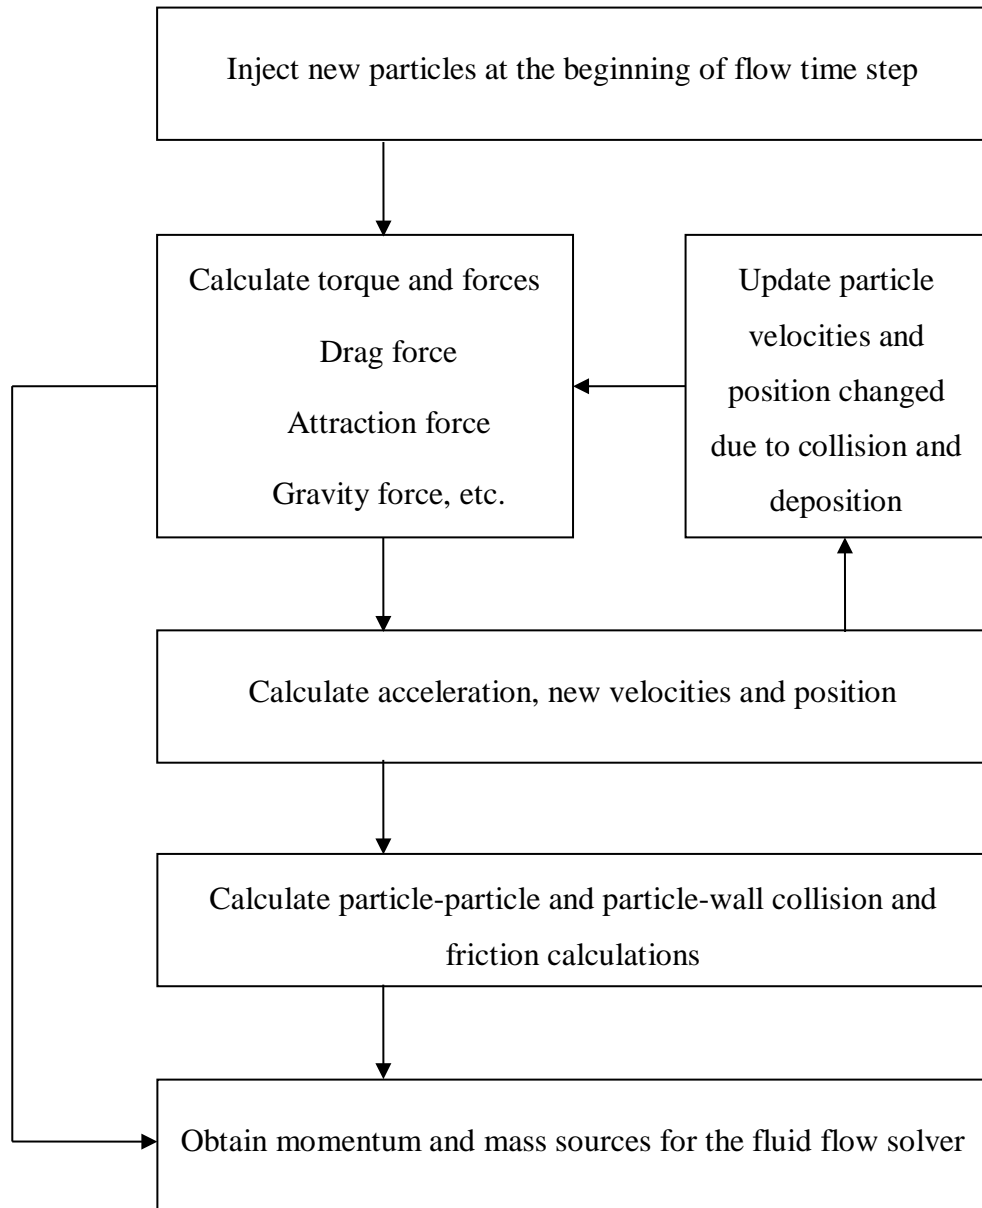 Inject new particles at the beginning of flow time step
Calculate torque and forces
Drag force
Attraction force
Gravity force, etc.
Update particle
velocities and
position changed
due to collision and
deposition
Calculate acceleration, new velocities and position
Calculate particle-particle and particle-wall collision and
friction calculations
Obtain momentum and mass sources for the fluid flow solver